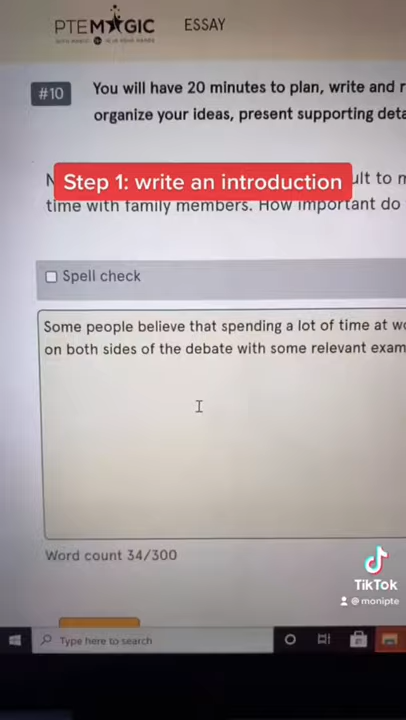 PTEMAGIC
ESSAY
#10
You will have 20 minutes to plan, write and r
organize your ideas, present supporting deta
N
Step 1: write an introduction
ult to m
time with family members. How important do
Spell check
Some people believe that spending a lot of time at wo
on both sides of the debate with some relevant exam
Word count 34/300
TikTok
@monipte
Type here to search